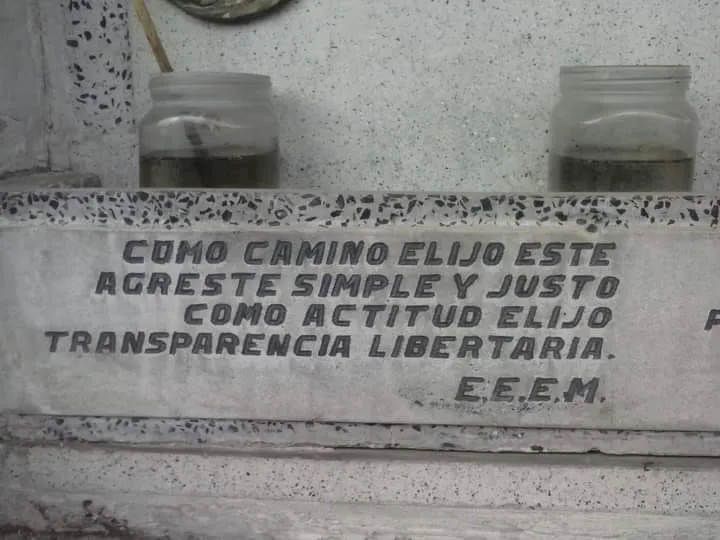 COMO CAMINO ELIJO ESTE
AGRESTE SIMPLE Y JUSTO
COMO ACTITUD ELIJO
TRANSPARENCIA LIBERTARIA.
E.E.E.M.